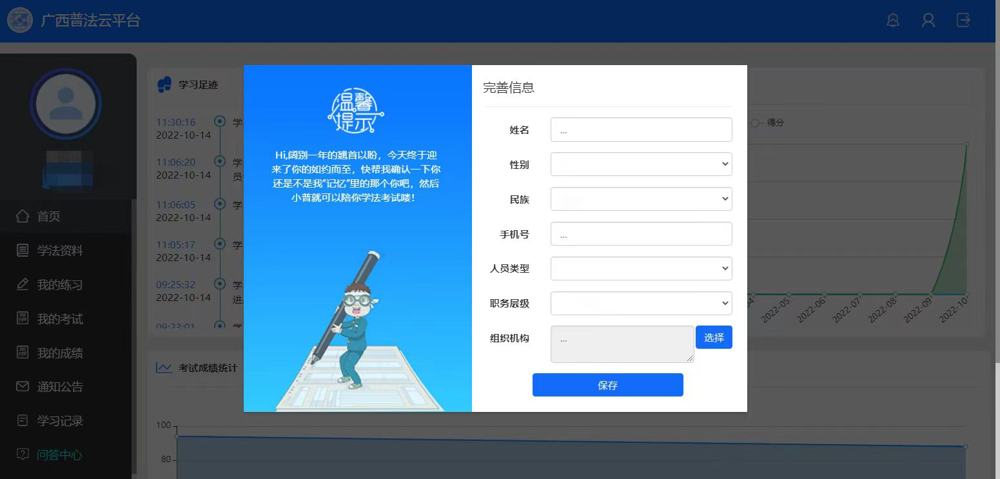 广西普法云平台
学习足迹
11:30:16
2022-10-14
学
11:06:20
2022-10-14
学
员
11:06:05
2022-10-14
学
11:05:17
2022-10-14
学
09:25:32
2022-10-14
学
进
09:23:01
首页
学法资料
我的练习
我的考试
我的成绩
通知公告
学习记录
问答中心
温馨
提示
Hi,阔别一年的翘首以盼，今天终于迎
来了你的如约而至，快帮我确认一下你
还是不是我“记忆”里的那个你吧，然后
小普就可以陪你学法考试喽！
完善信息
姓名 ...
性别
民族
手机号 ...
人员类型
职务层级
组织机构 ... 选择
保存
得分
2022-05
2022-06
2022-07
2022-08
2022-09
2022-10
考试成绩统计
100
80